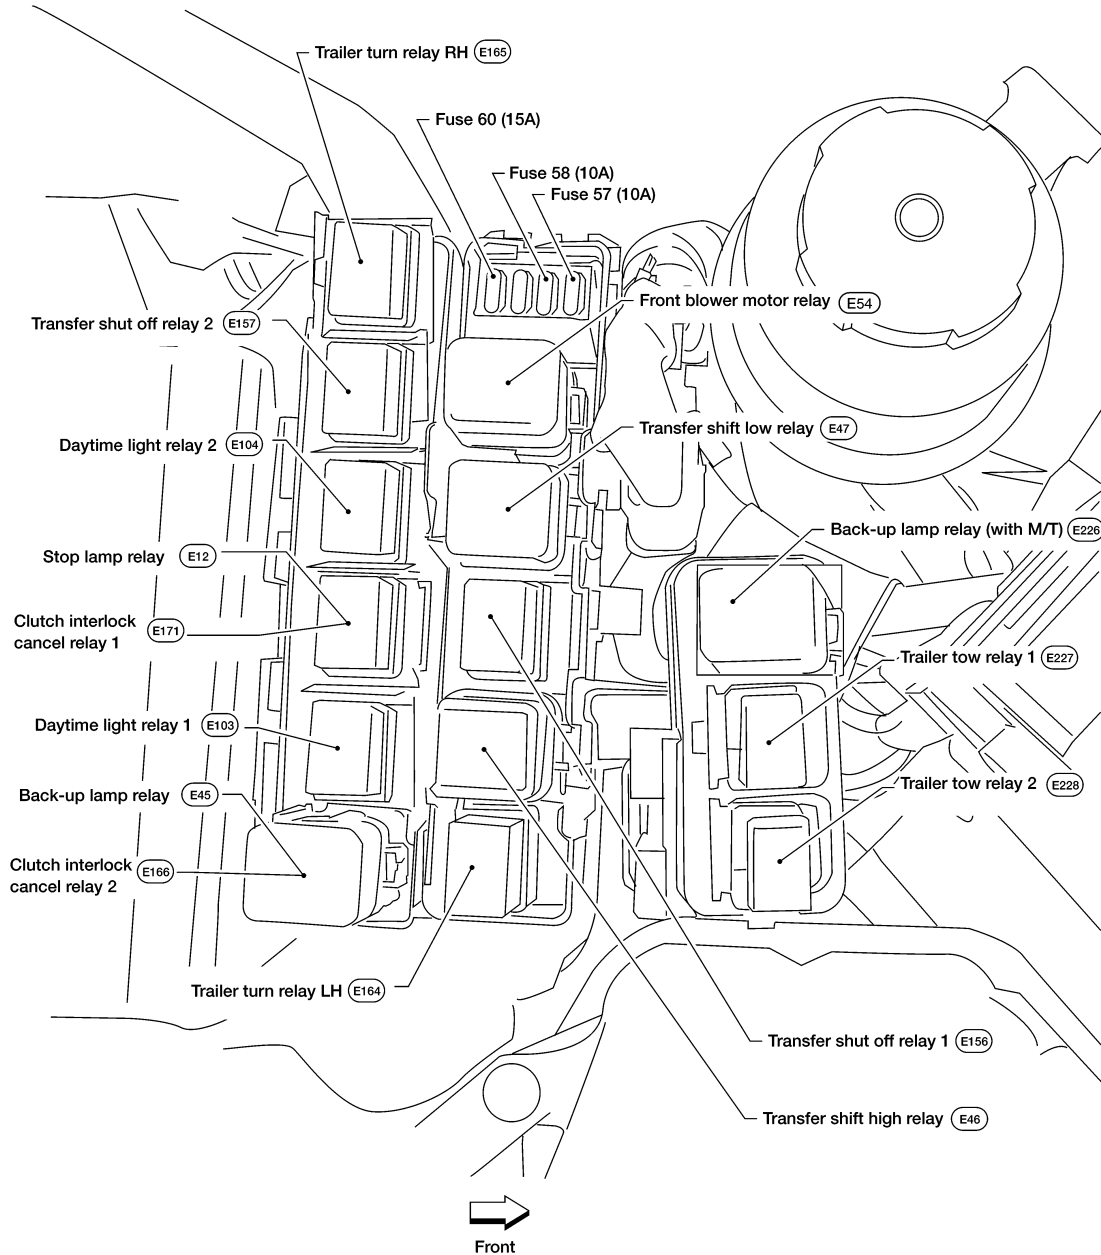 Trailer turn relay RH E165
Fuse 60 (15A)
Fuse 58 (10A)
Fuse 57 (10A)
Front blower motor relay E54
Transfer shut off relay 2 E157
Transfer shift low relay E47
Daytime light relay 2 E104
Back-up lamp relay (with M/T) E226
Stop lamp relay E12
Clutch interlock
cancel relay 1 E171
Trailer tow relay 1 E227
Daytime light relay 1 E103
Trailer tow relay 2 E228
Back-up lamp relay E45
Clutch interlock
cancel relay 2 E166
Trailer turn relay LH E164
Transfer shut off relay 1 E156
Transfer shift high relay E46
Front